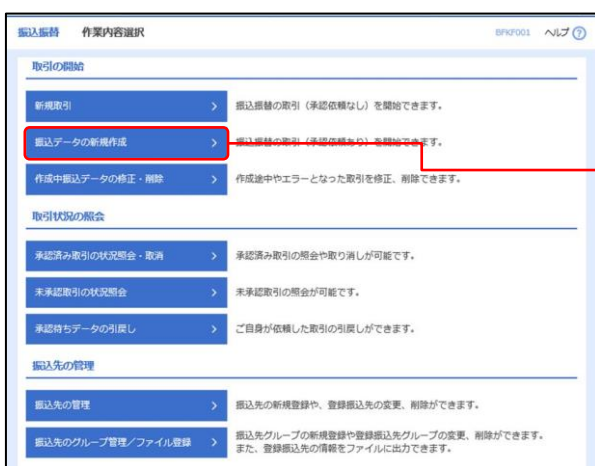 振込振替 作業内容選択 BFKF001 ヘルプ ?
取引の開始
新規取引 > 振込振替の取引（承認依頼なし）を開始できます。
振込データの新規作成 > 振込振替の取引（承認依頼あり）を開始できます。
作成中振込データの修正・削除 > 作成途中やエラーとなった取引を修正、削除できます。
取引状況の照会
承認済み取引の状況照会・取消 > 承認済み取引の照会や取り消しが可能です。
未承認取引の状況照会 > 未承認取引の照会が可能です。
承認待ちデータの引戻し > ご自身が依頼した取引の引戻しができます。
振込先の管理
振込先の管理 > 振込先の新規登録や、登録振込先の変更、削除ができます。
振込先のグループ管理／ファイル登録 > 振込先グループの新規登録や登録振込先グループの変更、削除ができます。
また、登録振込先の情報をファイルに出力できます。